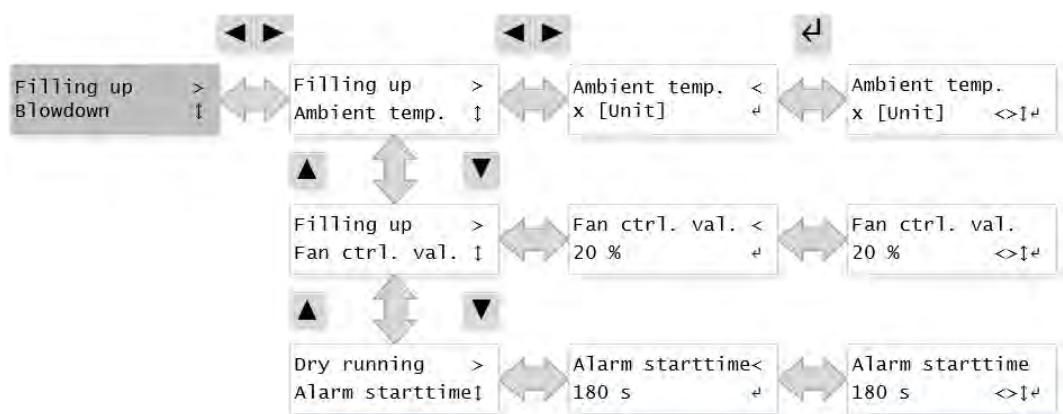 ◀ ▶ ◀ ▶ ↵
Filling up >
Blowdown ↕
Filling up >
Ambient temp. ↕
Ambient temp. <
x [Unit] ↵
Ambient temp.
x [Unit] <>↕↵
▲ ▼
Filling up >
Fan ctrl. val. ↕
Fan ctrl. val. <
20 % ↵
Fan ctrl. val.
20 % <>↕↵
▲ ▼
Dry running >
Alarm starttime↕
Alarm starttime<
180 s ↵
Alarm starttime
180 s <>↕↵